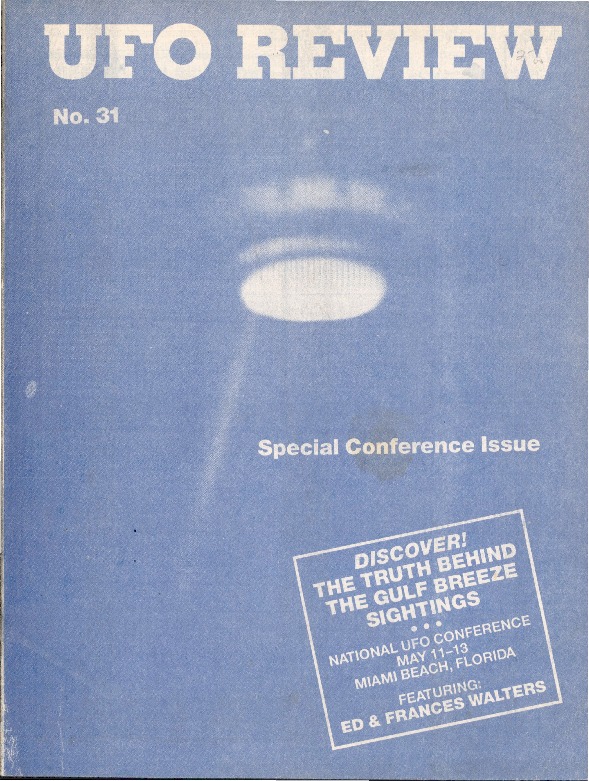 UFO REVIEW
No. 31
Special Conference Issue
DISCOVER!
THE TRUTH BEHIND
THE GULF BREEZE
SIGHTINGS
• • •
NATIONAL UFO CONFERENCE
MAY 11–13
MIAMI BEACH, FLORIDA
FEATURING:
ED & FRANCES WALTERS